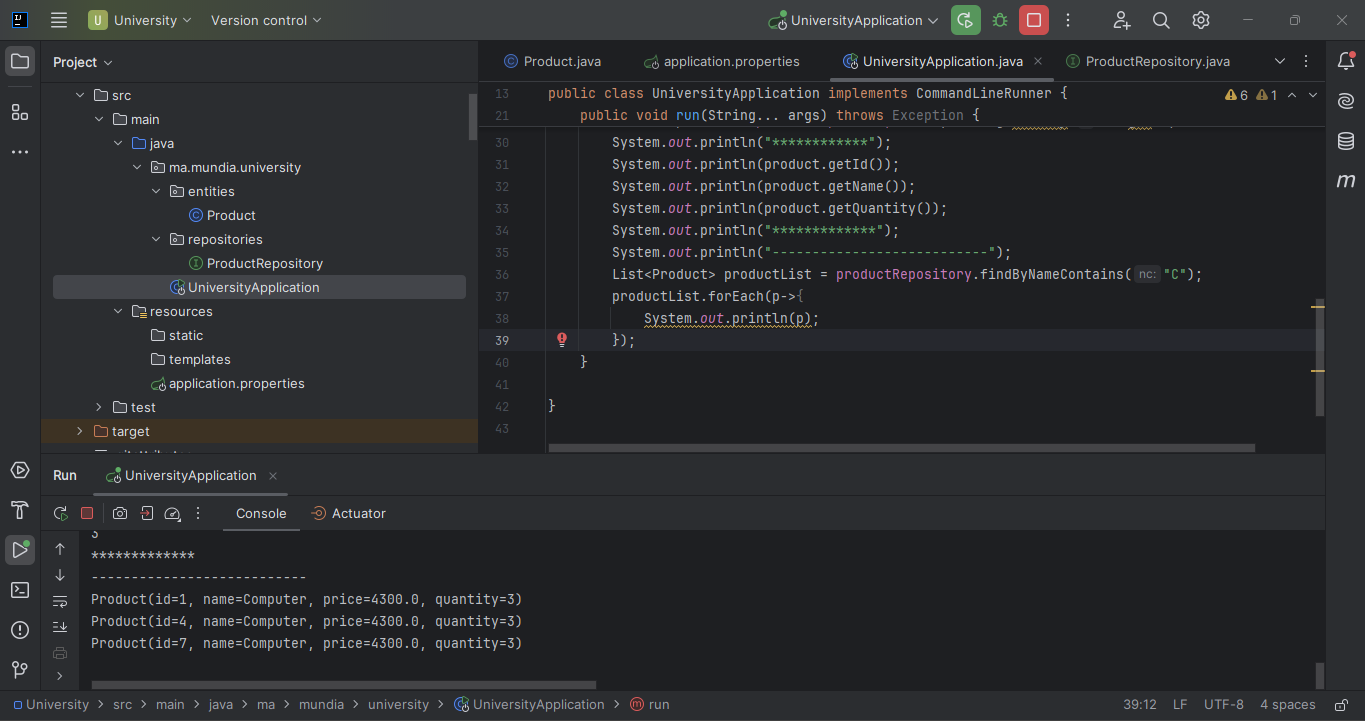 U University Version control UniversityApplication
Project
src
main
java
ma.mundia.university
entities
Product
repositories
ProductRepository
UniversityApplication
resources
static
templates
application.properties
test
target
Product.java application.properties UniversityApplication.java ProductRepository.java
13 public class UniversityApplication implements CommandLineRunner {
21 public void run(String... args) throws Exception {
6 1
30 System.out.println("************");
31 System.out.println(product.getId());
32 System.out.println(product.getName());
33 System.out.println(product.getQuantity());
34 System.out.println("*************");
35 System.out.println("---------------------------");
36 List<Product> productList = productRepository.findByNameContains( nc: "C");
37 productList.forEach(p->{
38 System.out.println(p);
39 });
40 }
41
42 }
43
Run UniversityApplication
Console Actuator
3
*************
---------------------------
Product(id=1, name=Computer, price=4300.0, quantity=3)
Product(id=4, name=Computer, price=4300.0, quantity=3)
Product(id=7, name=Computer, price=4300.0, quantity=3)
University > src > main > java > ma > mundia > university > UniversityApplication > m run 39:12 LF UTF-8 4 spaces